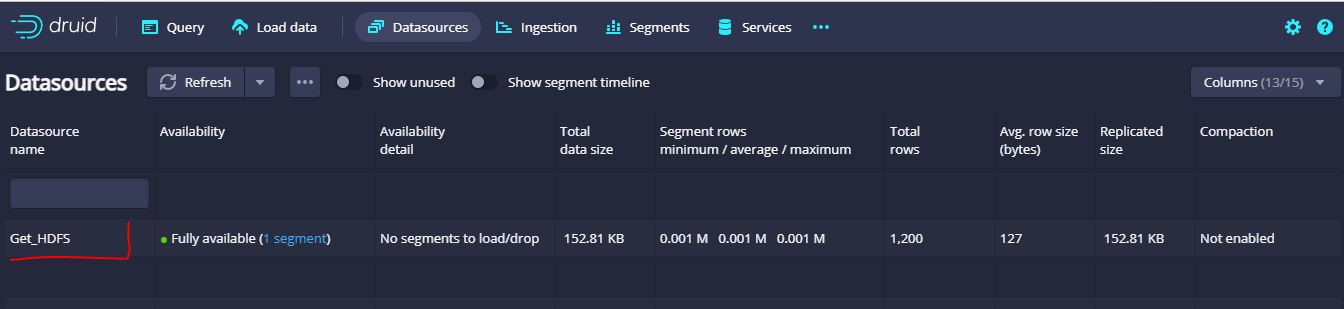 druid Query Load data Datasources Ingestion Segments Services ...
Datasources Refresh ... Show unused Show segment timeline Columns (13/15)
Datasource name
Availability
Availability detail
Total data size
Segment rows
minimum / average / maximum
Total rows
Avg. row size (bytes)
Replicated size
Compaction
Get_HDFS Fully available (1 segment) No segments to load/drop 152.81 KB 0.001 M 0.001 M 0.001 M 1,200 127 152.81 KB Not enabled